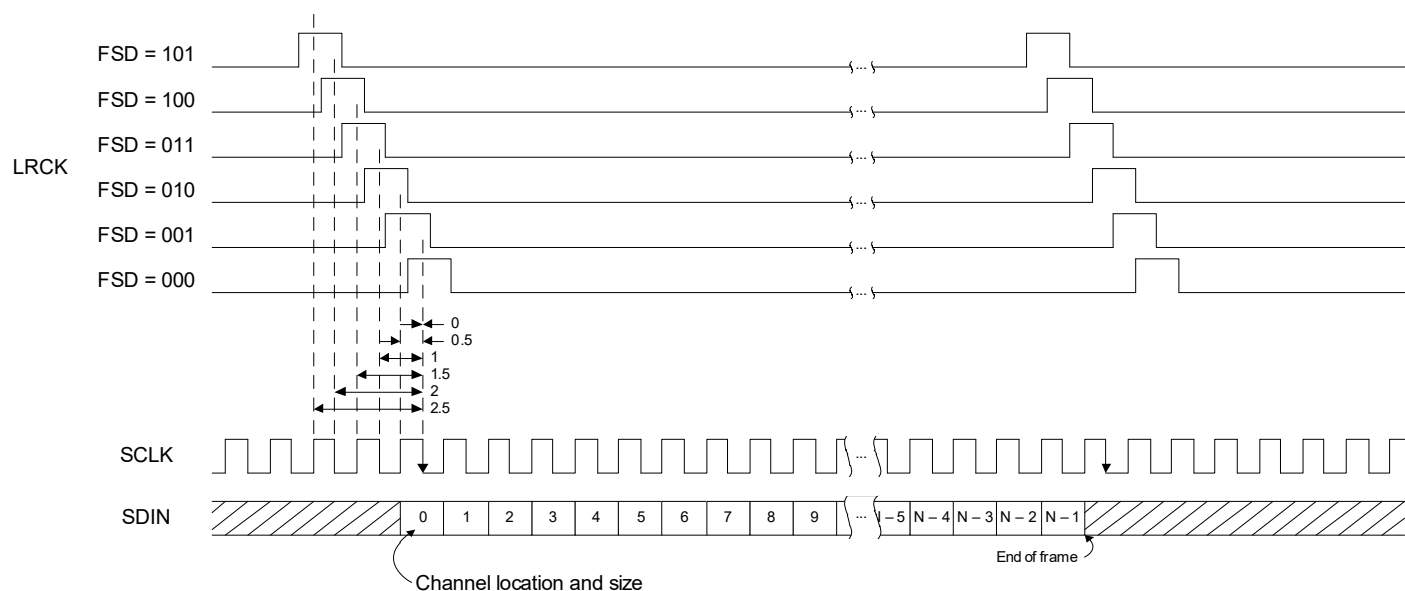 FSD = 101
...
FSD = 100
...
FSD = 011
...
LRCK
FSD = 010
...
FSD = 001
...
FSD = 000
...
0
0.5
1
1.5
2
2.5
SCLK
...
SDIN
0 1 2 3 4 5 6 7 8 9 ... N – 5 N – 4 N – 3 N – 2 N – 1
End of frame
Channel location and size